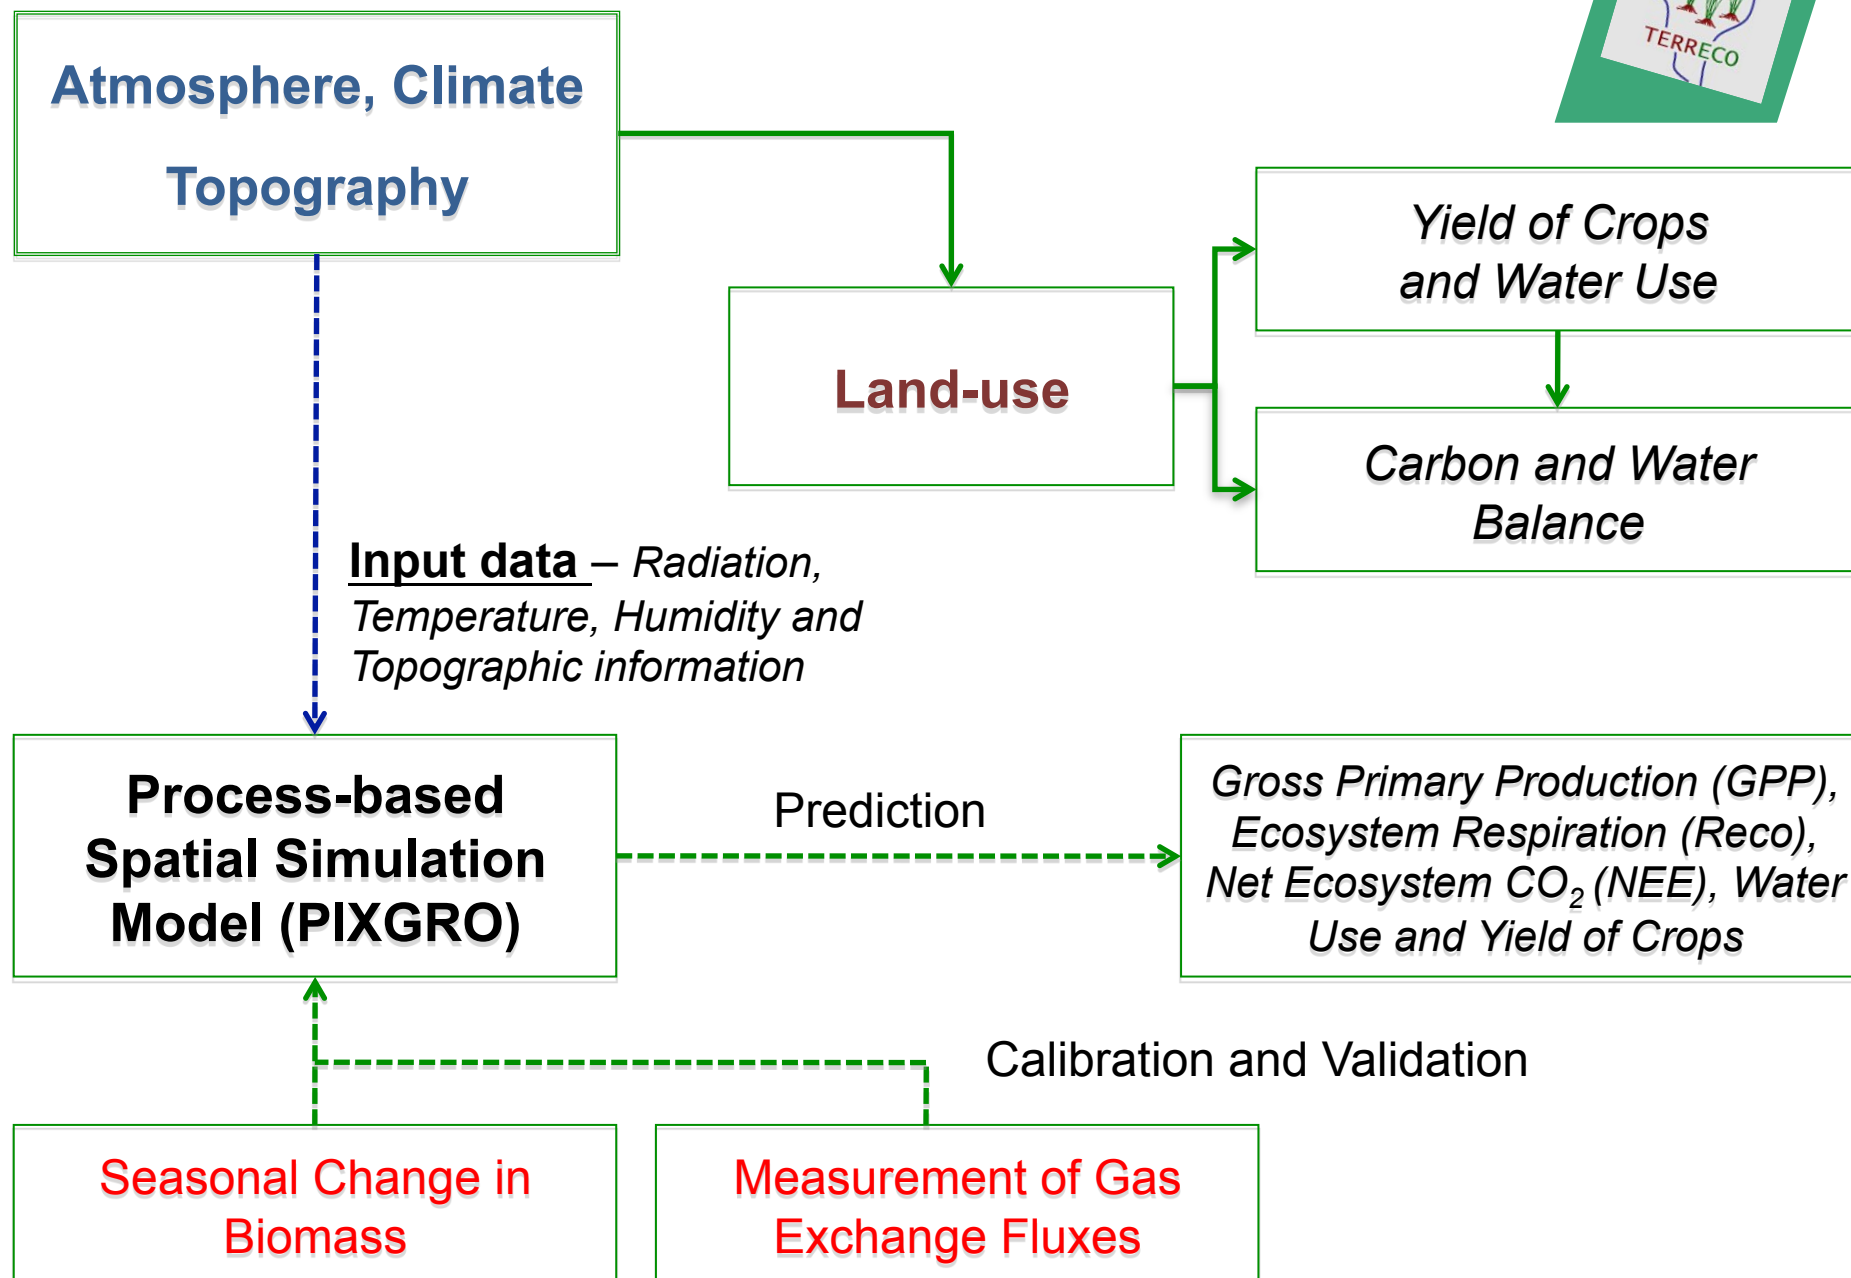 TERRECO
Atmosphere, Climate
Topography
Yield of Crops
and Water Use
Land-use
Carbon and Water
Balance
Input data – Radiation,
Temperature, Humidity and
Topographic information
Process-based
Spatial Simulation
Model (PIXGRO)
Prediction
Gross Primary Production (GPP),
Ecosystem Respiration (Reco),
Net Ecosystem CO2 (NEE), Water
Use and Yield of Crops
Calibration and Validation
Seasonal Change in
Biomass
Measurement of Gas
Exchange Fluxes